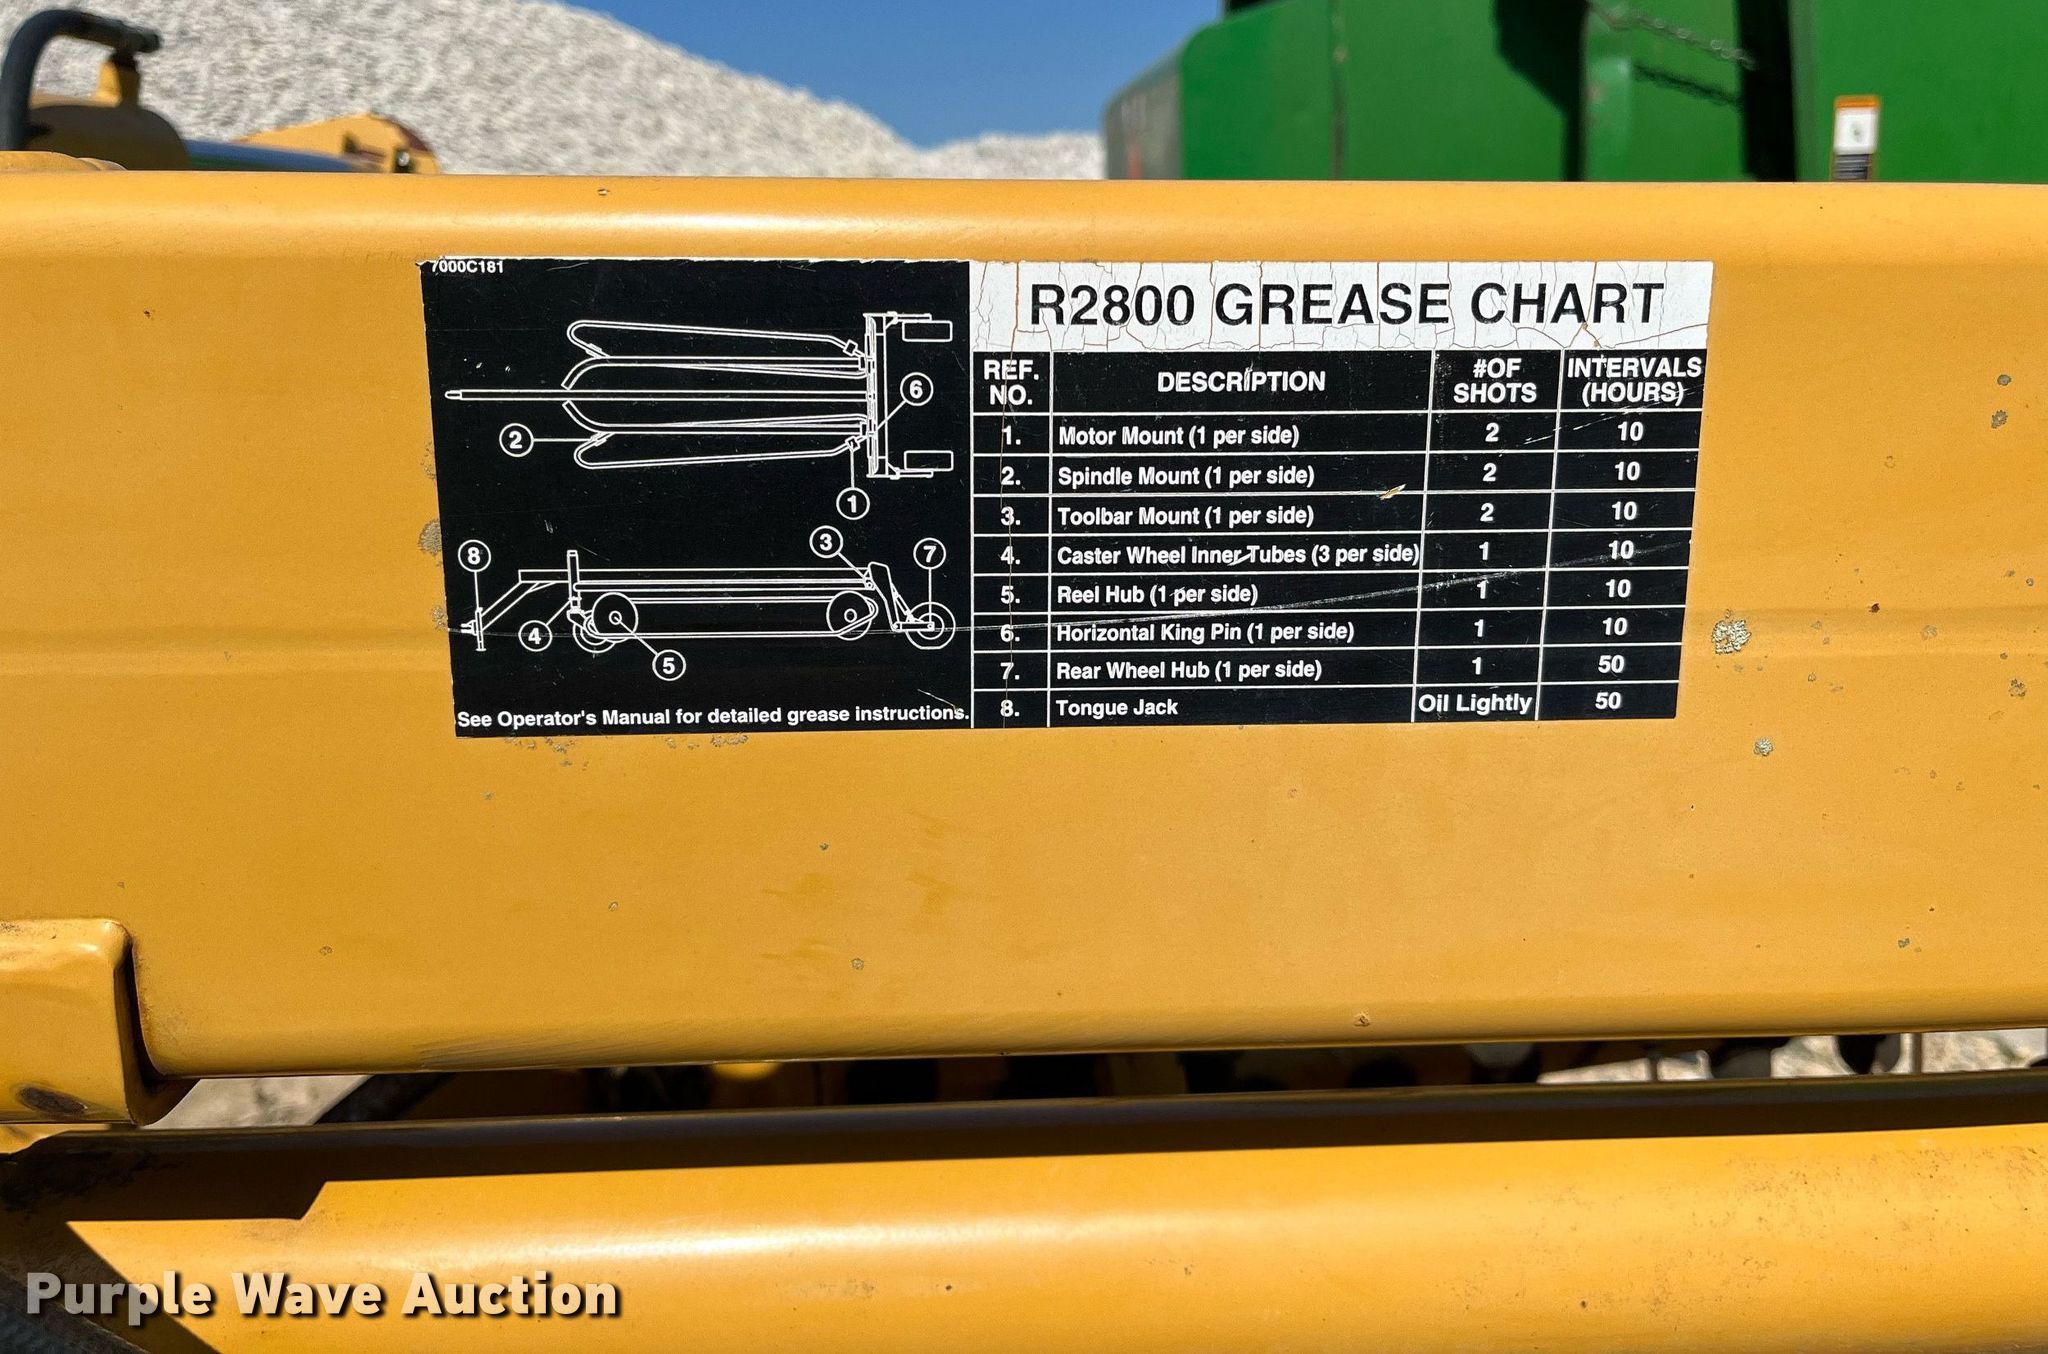 7000C181
6
2
1
3
7
8
4
5
See Operator's Manual for detailed grease instructions.
R2800 GREASE CHART
REF. NO. DESCRIPTION #OF SHOTS INTERVALS (HOURS)
1. Motor Mount (1 per side) 2 10
2. Spindle Mount (1 per side) 2 10
3. Toolbar Mount (1 per side) 2 10
4. Caster Wheel Inner Tubes (3 per side) 1 10
5. Reel Hub (1 per side) 1 10
6. Horizontal King Pin (1 per side) 1 10
7. Rear Wheel Hub (1 per side) 1 50
8. Tongue Jack Oil Lightly 50
Purple Wave Auction